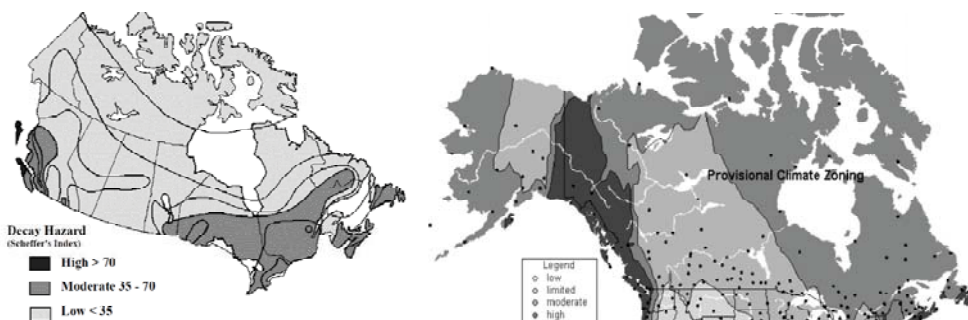 Decay Hazard
(Scheffer's Index)
High > 70
Moderate 35 - 70
Low < 35
Provisional Climate Zoning
Legend
low
limited
moderate
high